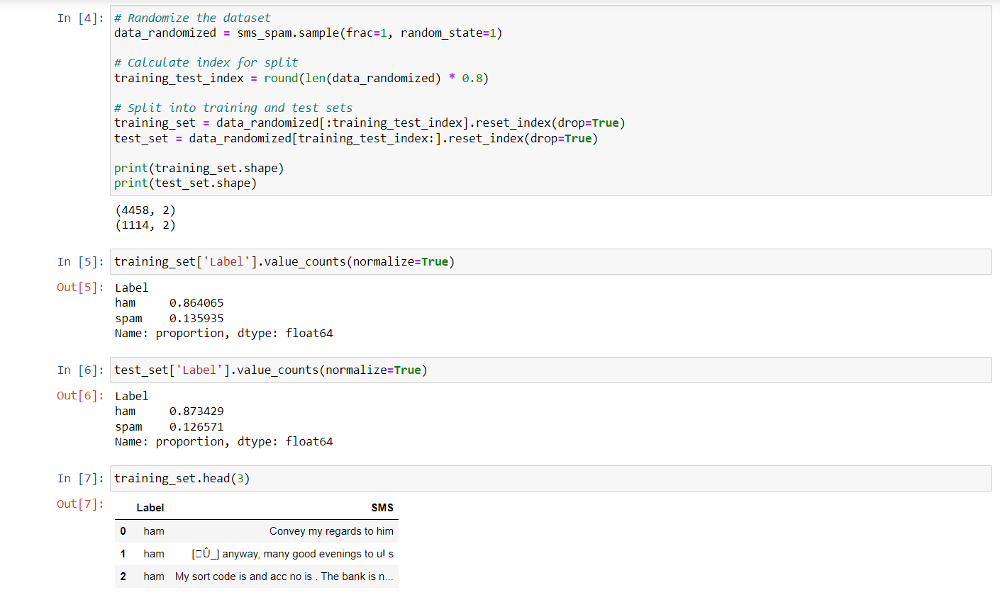 In [4]: # Randomize the dataset
data_randomized = sms_spam.sample(frac=1, random_state=1)
# Calculate index for split
training_test_index = round(len(data_randomized) * 0.8)
# Split into training and test sets
training_set = data_randomized[:training_test_index].reset_index(drop=True)
test_set = data_randomized[training_test_index:].reset_index(drop=True)
print(training_set.shape)
print(test_set.shape)
(4458, 2)
(1114, 2)
In [5]: training_set['Label'].value_counts(normalize=True)
Out[5]: Label
ham 0.864065
spam 0.135935
Name: proportion, dtype: float64
In [6]: test_set['Label'].value_counts(normalize=True)
Out[6]: Label
ham 0.873429
spam 0.126571
Name: proportion, dtype: float64
In [7]: training_set.head(3)
Out[7]: Label SMS
0 ham Convey my regards to him
1 ham [□Û_] anyway, many good evenings to u! s
2 ham My sort code is and acc no is . The bank is n...